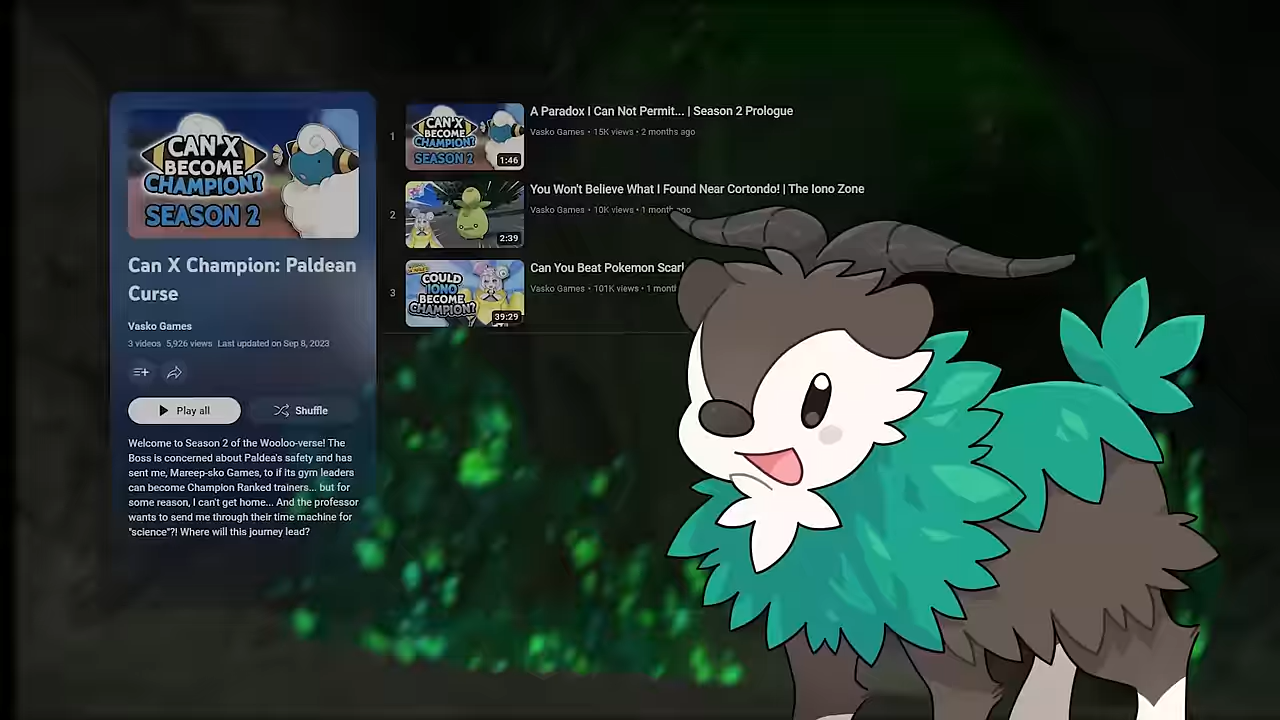 CAN X
BECOME
CHAMPION?
SEASON 2
Can X Champion: Paldean
Curse
Vasko Games
3 videos 5,926 views Last updated on Sep 8, 2023
Play all
Shuffle
Welcome to Season 2 of the Wooloo-verse! The
Boss is concerned about Paldea's safety and has
sent me, Mareep-sko Games, to if its gym leaders
can become Champion Ranked trainers... but for
some reason, I can't get home... And the professor
wants to send me through their time machine for
"science"?! Where will this journey lead?
1
CAN X
BECOME
CHAMPION?
SEASON 2
1:46
A Paradox I Can Not Permit... | Season 2 Prologue
Vasko Games • 15K views • 2 months ago
2
2:39
You Won't Believe What I Found Near Cortondo! | The Iono Zone
Vasko Games • 10K views • 1 month ago
3
COULD
IONO
BECOME
CHAMPION?
39:29
Can You Beat Pokemon Scarl
Vasko Games • 101K views • 1 mont